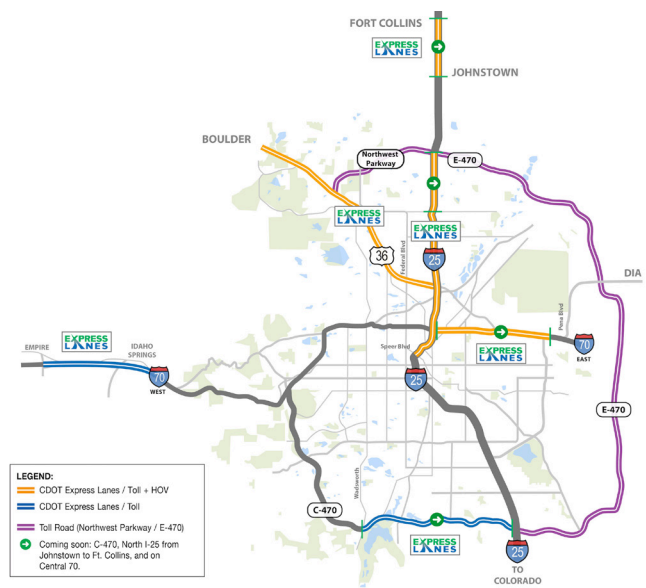 FORT COLLINS
EXPRESS
LANES
JOHNSTOWN
BOULDER
Northwest
Parkway
E-470
EXPRESS
LANES
EXPRESS
LANES
36
Federal Blvd
25
DIA
Pena Blvd
EXPRESS
LANES
EMPIRE
IDAHO
SPRINGS
70
WEST
Speer Blvd
EXPRESS
LANES
70
EAST
25
E-470
Wadsworth
C-470
EXPRESS
LANES
25
TO
COLORADO
LEGEND:
CDOT Express Lanes / Toll + HOV
CDOT Express Lanes / Toll
Toll Road (Northwest Parkway / E-470)
Coming soon: C-470, North I-25 from
Johnstown to Ft. Collins, and on
Central 70.